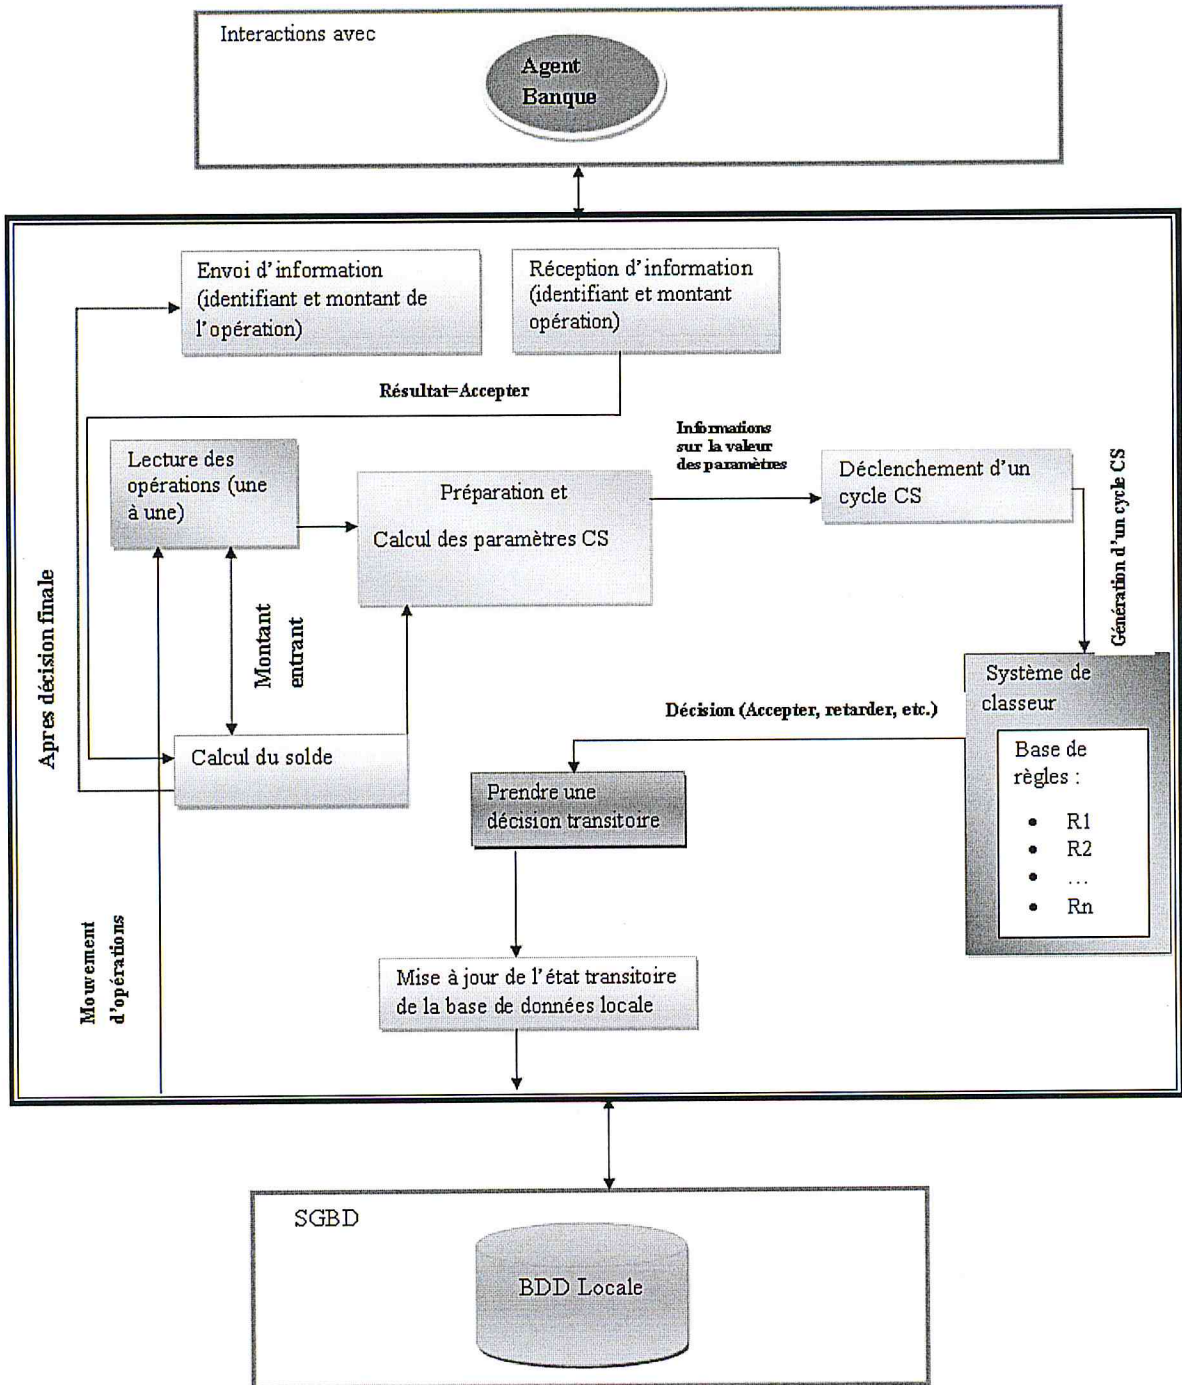 Interactions avec
Agent
Banque
Envoi d'information
(identifiant et montant de
l'opération)
Réception d'information
(identifiant et montant
opération)
Résultat=Accepter
Informations
sur la valeur
des paramètres
Lecture des
opérations (une
à une)
Préparation et
Calcul des paramètres CS
Déclenchement d'un
cycle CS
Génération d'un cycle CS
Apres décision finale
Montant
entrant
Système de
classeur
Décision (Accepter, retarder, etc.)
Calcul du solde
Base de
règles :
• R1
• R2
• ...
• Rn
Prendre une
décision transitoire
Mouvement
d'opérations
Mise à jour de l'état transitoire
de la base de données locale
SGBD
BDD Locale